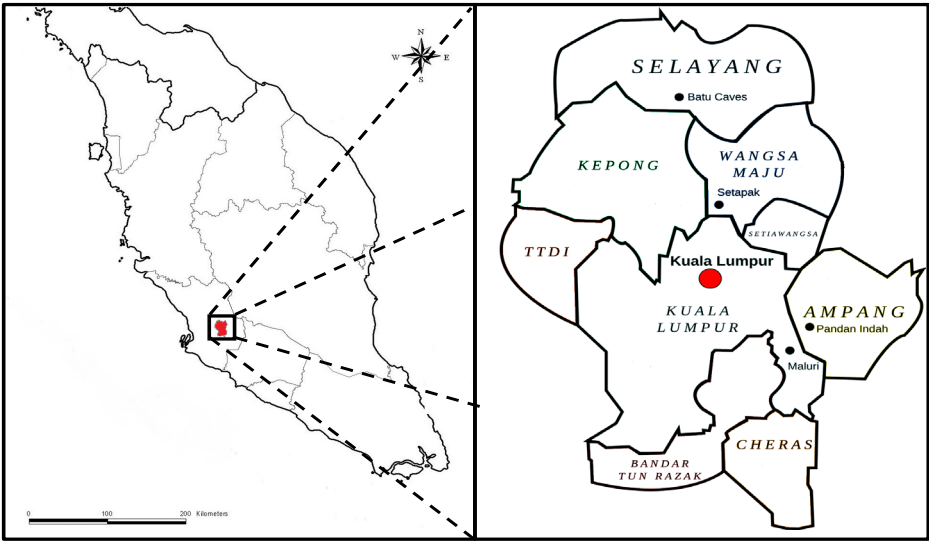 N
W E
S
0 100 200 Kilometers
SELAYANG
Batu Caves
KEPONG
WANGSA
MAJU
Setapak
SETIAWANGSA
TTDI
Kuala Lumpur
KUALA
LUMPUR
AMPANG
Pandan Indah
Maluri
CHERAS
BANDAR
TUN RAZAK